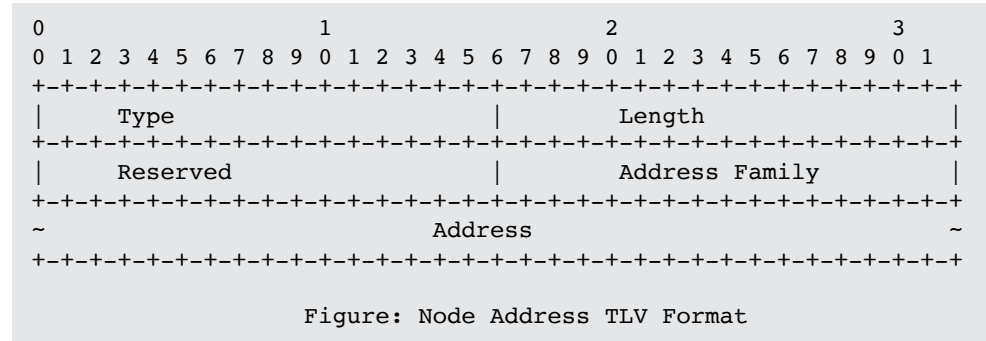 0                   1                   2                   3
0 1 2 3 4 5 6 7 8 9 0 1 2 3 4 5 6 7 8 9 0 1 2 3 4 5 6 7 8 9 0 1
+-+-+-+-+-+-+-+-+-+-+-+-+-+-+-+-+-+-+-+-+-+-+-+-+-+-+-+-+-+-+-+-+
|     Type                      |        Length                 |
+-+-+-+-+-+-+-+-+-+-+-+-+-+-+-+-+-+-+-+-+-+-+-+-+-+-+-+-+-+-+-+-+
|     Reserved                  |        Address Family         |
+-+-+-+-+-+-+-+-+-+-+-+-+-+-+-+-+-+-+-+-+-+-+-+-+-+-+-+-+-+-+-+-+
~                           Address                             ~
+-+-+-+-+-+-+-+-+-+-+-+-+-+-+-+-+-+-+-+-+-+-+-+-+-+-+-+-+-+-+-+-+
Figure: Node Address TLV Format